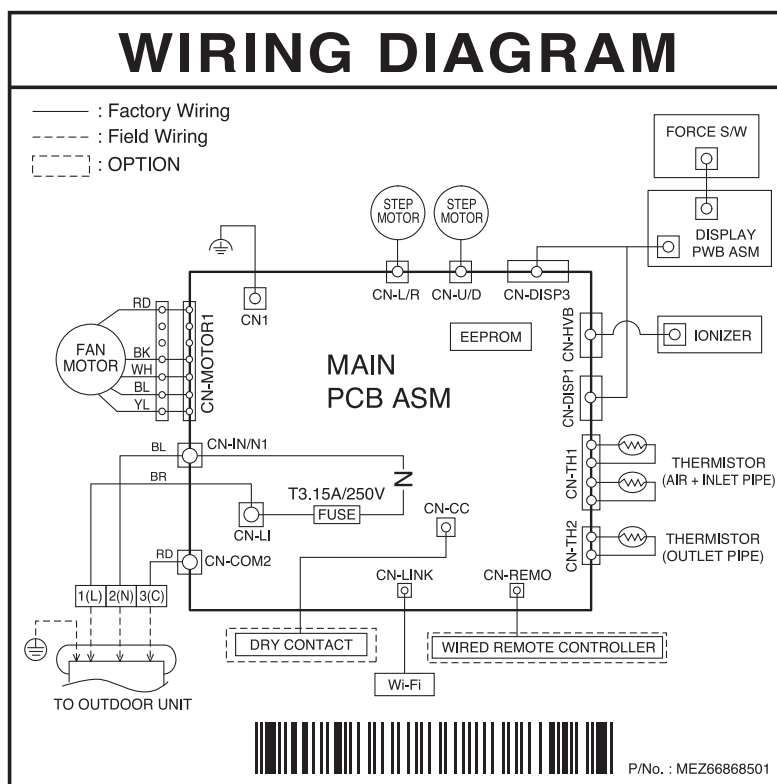 WIRING DIAGRAM
: Factory Wiring
: Field Wiring
: OPTION
FORCE S/W
DISPLAY
PWB ASM
STEP
MOTOR
STEP
MOTOR
CN-L/R
CN-U/D
CN-DISP3
CN1
EEPROM
CN-HVB
IONIZER
RD
FAN
MOTOR
BK
WH
BL
YL
CN-MOTOR1
MAIN
PCB ASM
CN-DISP1
BL
CN-IN/N1
BR
T3.15A/250V
FUSE
N
CN-LI
CN-CC
CN-TH1
THERMISTOR
(AIR + INLET PIPE)
CN-TH2
THERMISTOR
(OUTLET PIPE)
RD
CN-COM2
CN-LINK
CN-REMO
1(L) 2(N) 3(C)
DRY CONTACT
WIRED REMOTE CONTROLLER
Wi-Fi
TO OUTDOOR UNIT
P/No. : MEZ66868501